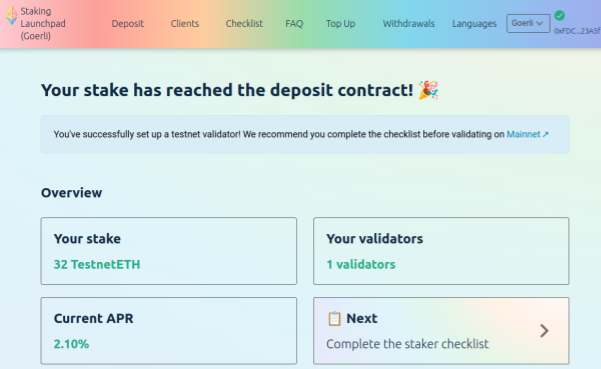 Staking
Launchpad
(Goerli)
Deposit Clients Checklist FAQ Top Up Withdrawals Languages Goerli
0xFDC...23A5f
Your stake has reached the deposit contract! 🎉
You've successfully set up a testnet validator! We recommend you complete the checklist before validating on Mainnet ↗
Overview
Your stake
32 TestnetETH
Your validators
1 validators
Current APR
2.10%
📋 Next
Complete the staker checklist